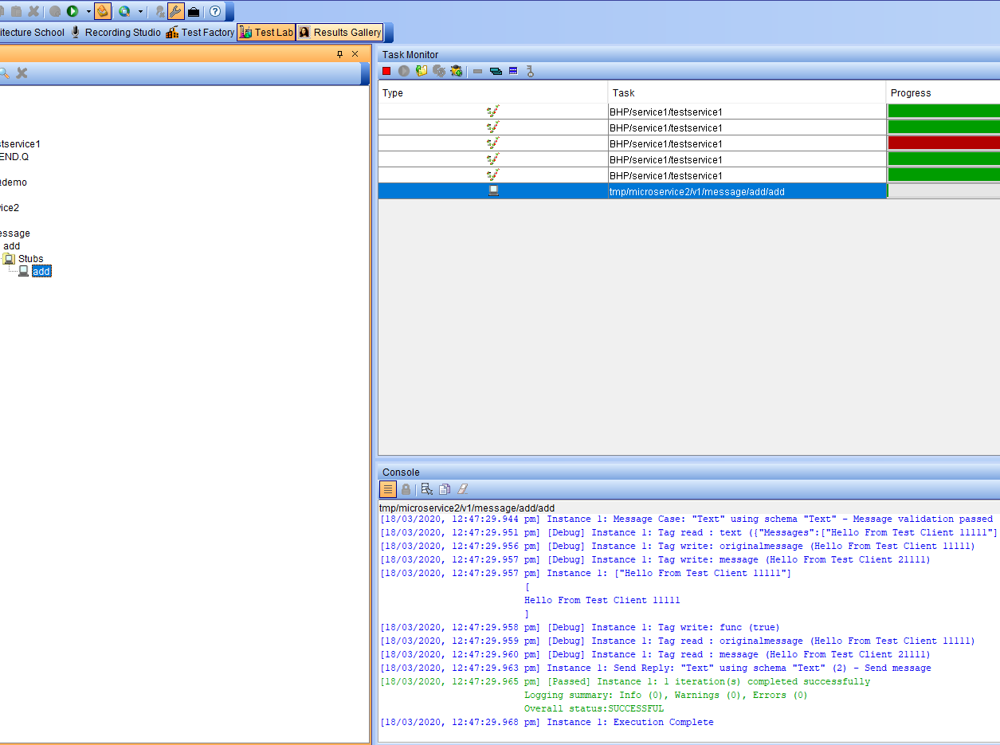 itecture School Recording Studio Test Factory Test Lab Results Gallery
Task Monitor
Type Task Progress
BHP/service1/testservice1
BHP/service1/testservice1
BHP/service1/testservice1
BHP/service1/testservice1
BHP/service1/testservice1
tmp/microservice2/v1/message/add/add
stservice1
END.Q
demo
vice2
essage
add
Stubs
add
Console
tmp/microservice2/v1/message/add/add
[18/03/2020, 12:47:29.944 pm] Instance 1: Message Case: "Text" using schema "Text" - Message validation passed
[18/03/2020, 12:47:29.951 pm] [Debug] Instance 1: Tag read : text ({"Messages":["Hello From Test Client 11111"]
[18/03/2020, 12:47:29.956 pm] [Debug] Instance 1: Tag write: originalmessage (Hello From Test Client 11111)
[18/03/2020, 12:47:29.957 pm] [Debug] Instance 1: Tag write: message (Hello From Test Client 21111)
[18/03/2020, 12:47:29.957 pm] Instance 1: ["Hello From Test Client 11111"]
[
Hello From Test Client 11111
]
[18/03/2020, 12:47:29.958 pm] [Debug] Instance 1: Tag write: func (true)
[18/03/2020, 12:47:29.959 pm] [Debug] Instance 1: Tag read : originalmessage (Hello From Test Client 11111)
[18/03/2020, 12:47:29.960 pm] [Debug] Instance 1: Tag read : message (Hello From Test Client 21111)
[18/03/2020, 12:47:29.963 pm] Instance 1: Send Reply: "Text" using schema "Text" (2) - Send message
[18/03/2020, 12:47:29.965 pm] [Passed] Instance 1: 1 iteration(s) completed successfully
Logging summary: Info (0), Warnings (0), Errors (0)
Overall status:SUCCESSFUL
[18/03/2020, 12:47:29.968 pm] Instance 1: Execution Complete